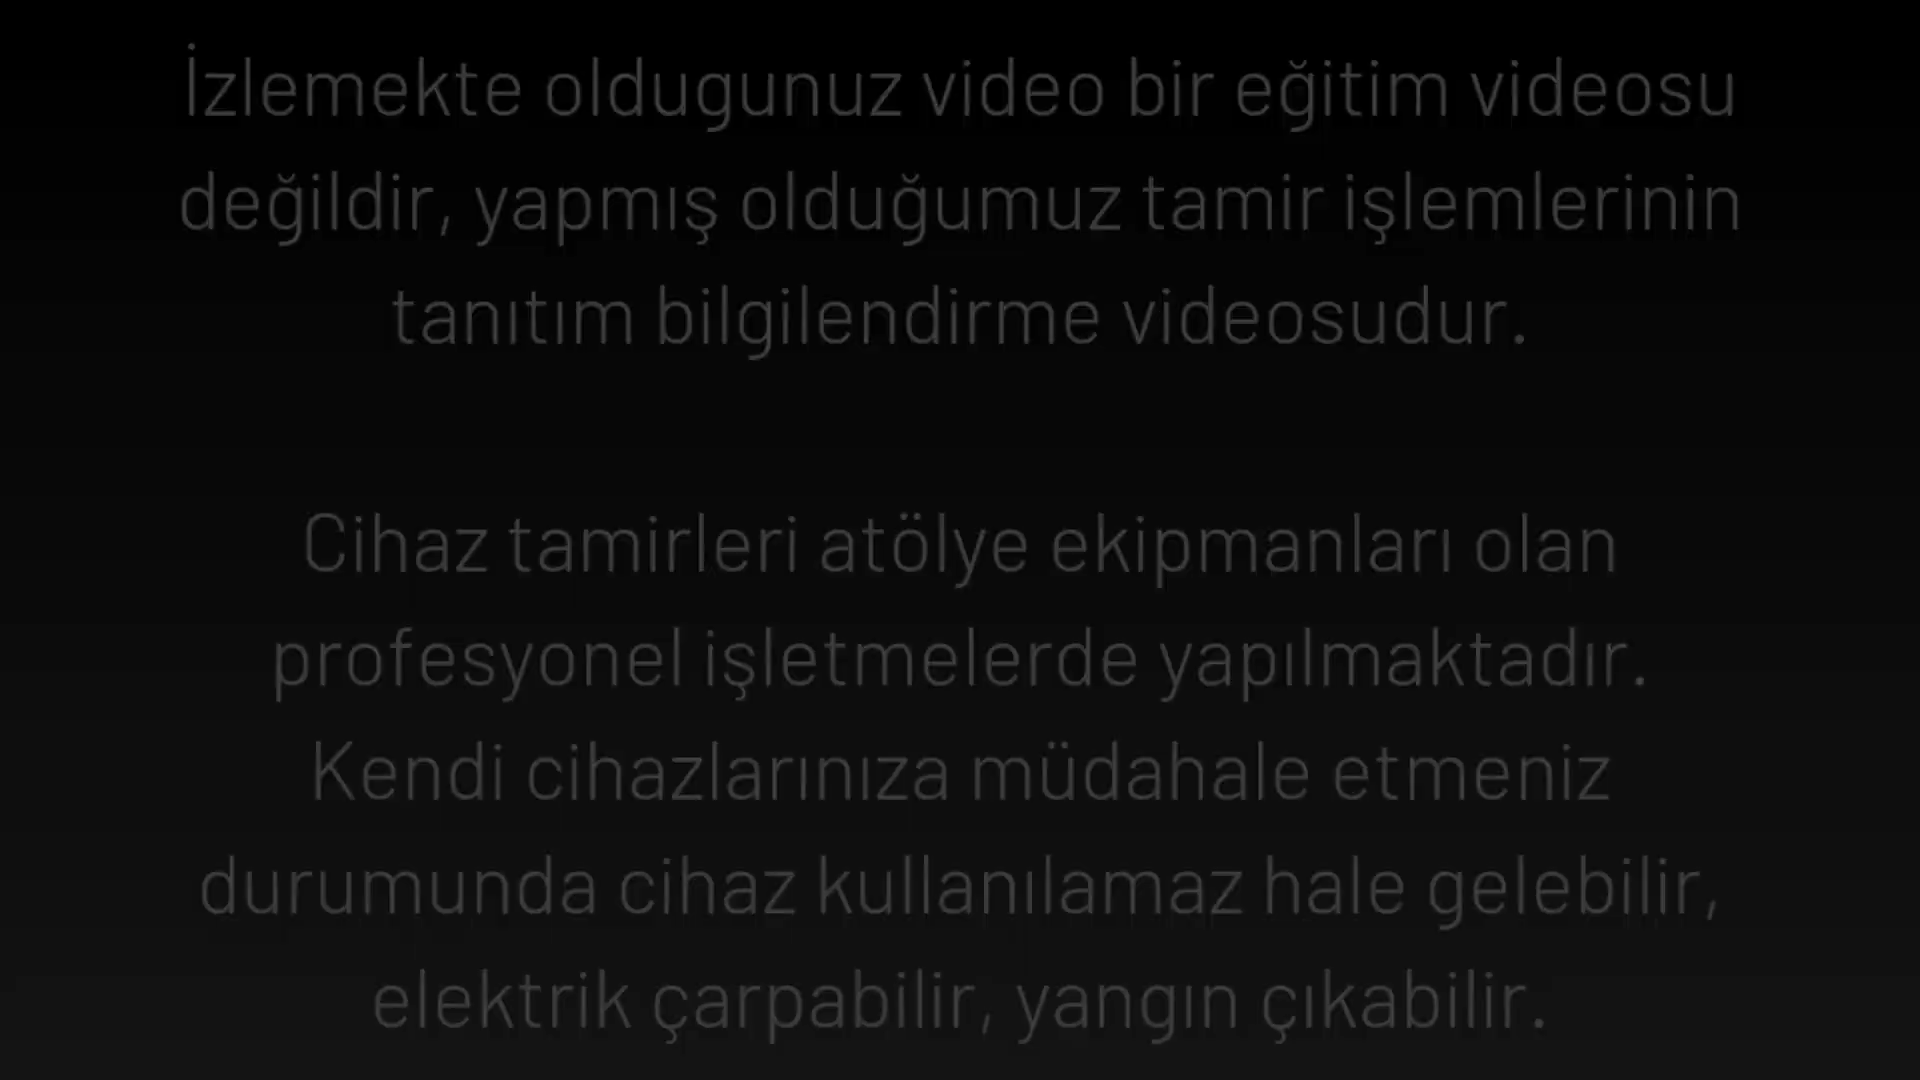 İzlemekte oldugunuz video bir eğitim videosu
değildir, yapmış olduğumuz tamir işlemlerinin
tanıtım bilgilendirme videosudur.
Cihaz tamirleri atölye ekipmanları olan
profesyonel işletmelerde yapılmaktadır.
Kendi cihazlarınıza müdahale etmeniz
durumunda cihaz kullanılamaz hale gelebilir,
elektrik çarpabilir, yangın çıkabilir.